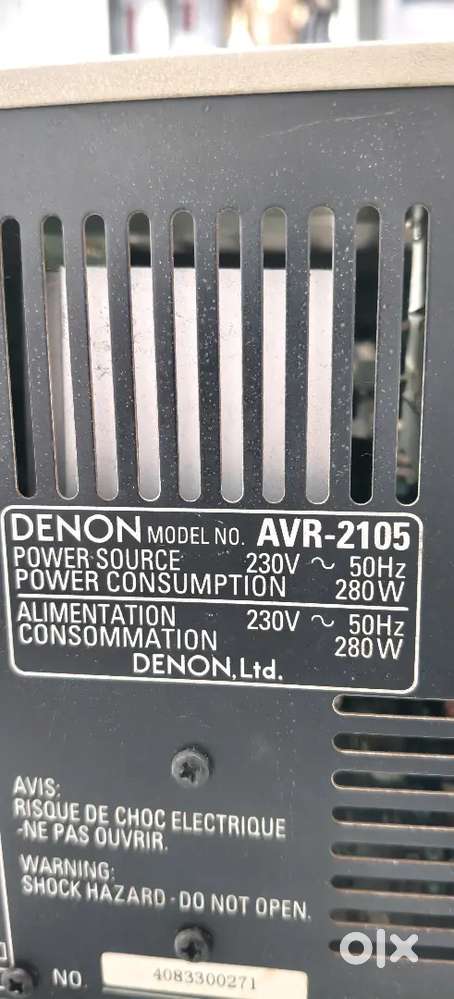 DENON MODEL NO. AVR-2105
POWER SOURCE 230V ~ 50Hz
POWER CONSUMPTION 280W
ALIMENTATION 230V ~ 50Hz
CONSOMMATION 280W
DENON, Ltd.
AVIS:
RISQUE DE CHOC ELECTRIQUE
-NE PAS OUVRIR.
WARNING:
SHOCK HAZARD - DO NOT OPEN.
NO. 4083300271
olx